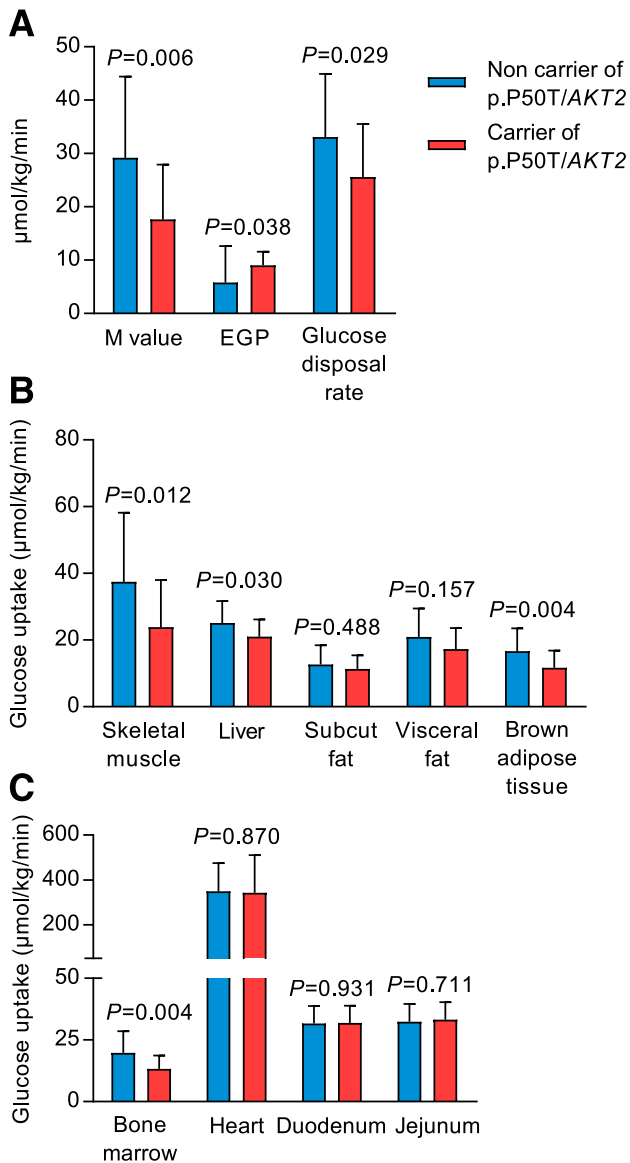 A
50
40
30
20
10
0
µmol/kg/min
P=0.006
P=0.038
P=0.029
M value
EGP
Glucose
disposal
rate
Non carrier of
p.P50T/AKT2
Carrier of
p.P50T/AKT2
B
80
60
40
20
0
Glucose uptake (µmol/kg/min)
P=0.012
P=0.030
P=0.488
P=0.157
P=0.004
Skeletal
muscle
Liver
Subcut
fat
Visceral
fat
Brown
adipose
tissue
C
600
400
200
50
25
0
Glucose uptake (µmol/kg/min)
P=0.004
P=0.870
P=0.931
P=0.711
Bone
marrow
Heart
Duodenum
Jejunum